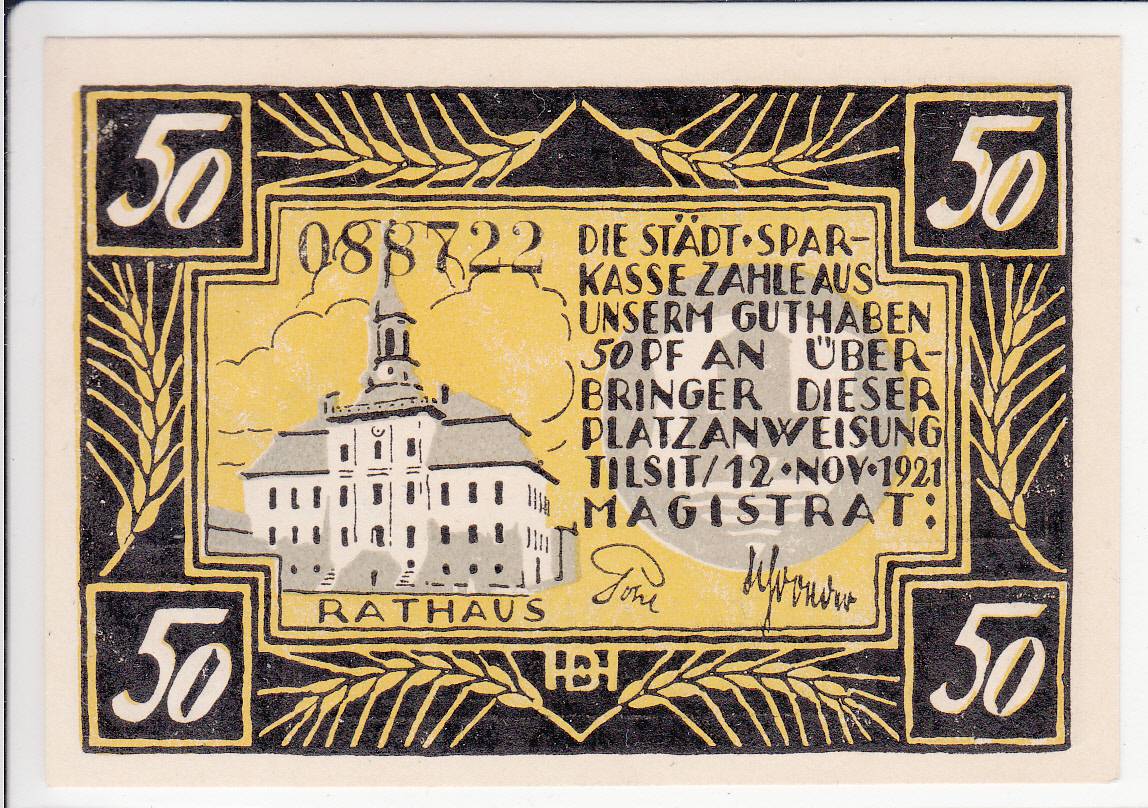 50
50
088722
DIE STÄDT·SPAR-
KASSE ZAHLE AUS
UNSERM GUTHABEN
50 PF AN ÜBER-
BRINGER DIESER
PLATZANWEISUNG
TILSIT/12·NOV·1921
MAGISTRAT:
Pohl
RATHAUS
50
50